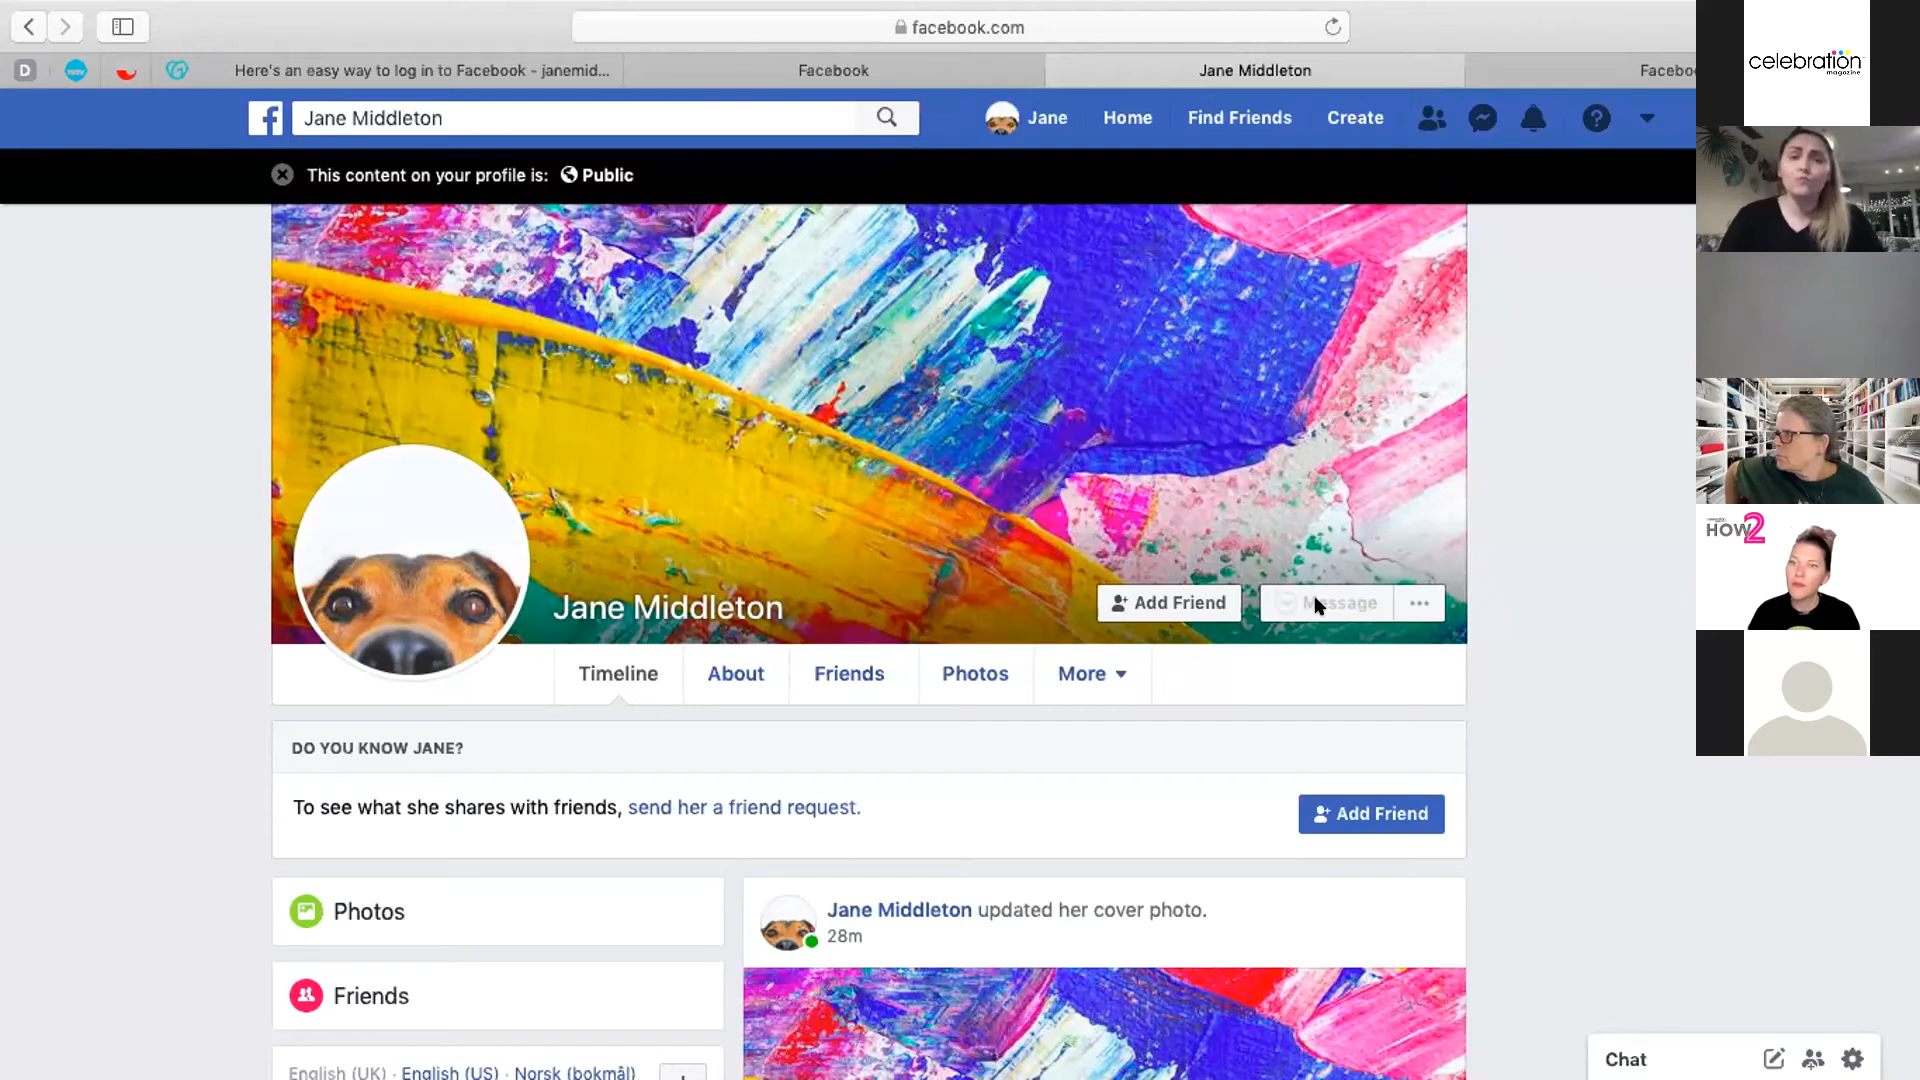 facebook.com
D
Here's an easy way to log in to Facebook - janemid...
Facebook
Jane Middleton
Facebo
celebration
magazine
Jane Middleton
Jane
Home
Find Friends
Create
This content on your profile is: Public
HOW2
Jane Middleton
Add Friend
Message
Timeline
About
Friends
Photos
More
DO YOU KNOW JANE?
To see what she shares with friends, send her a friend request.
Add Friend
Photos
Jane Middleton updated her cover photo.
28m
Friends
English (UK) · English (US) · Norsk (bokmål)
Chat